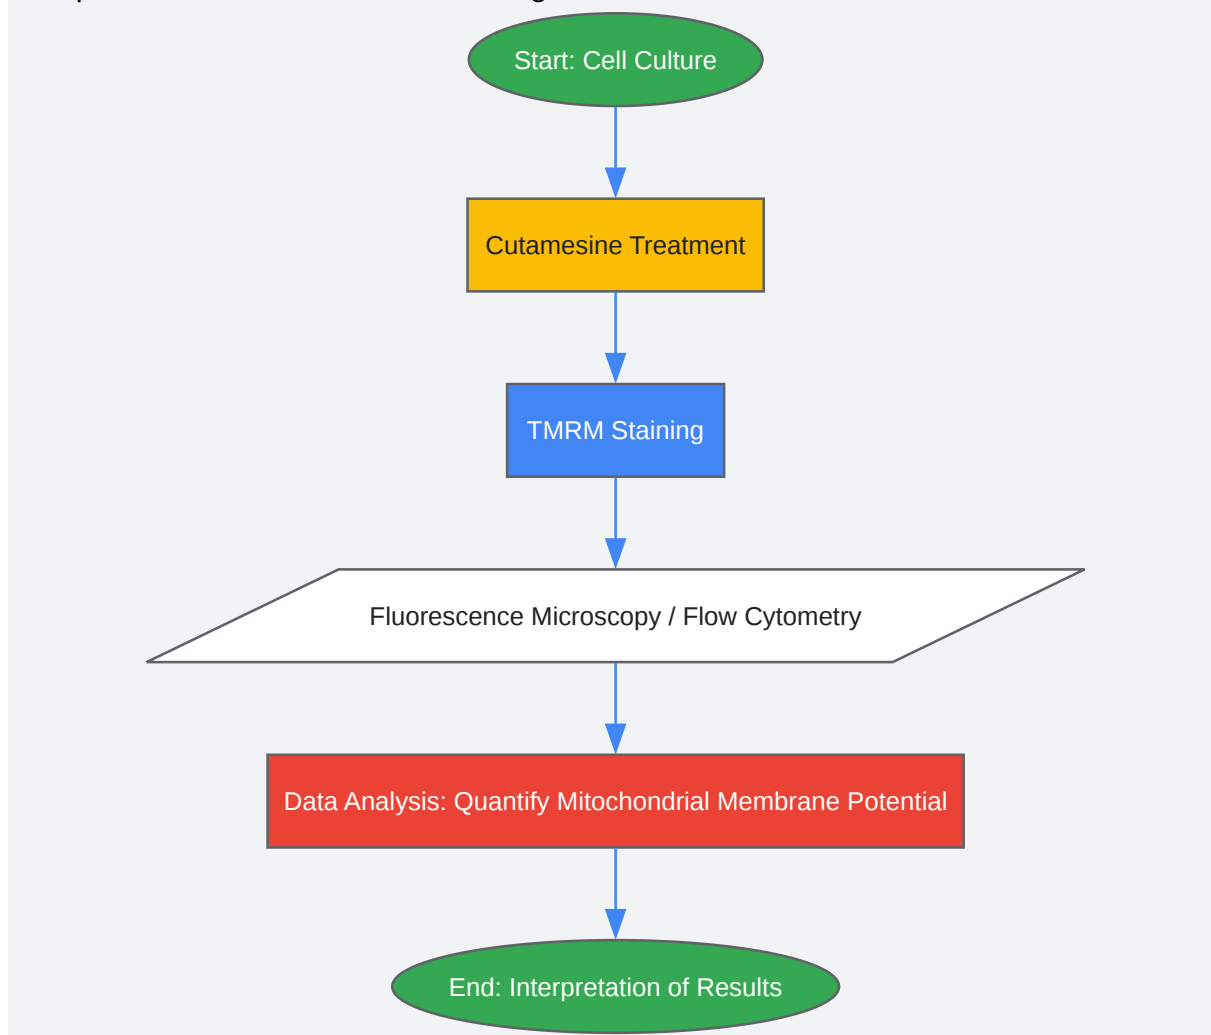 Start: Cell Culture
Cutamesine Treatment
TMRM Staining
Fluorescence Microscopy / Flow Cytometry
Data Analysis: Quantify Mitochondrial Membrane Potential
End: Interpretation of Results